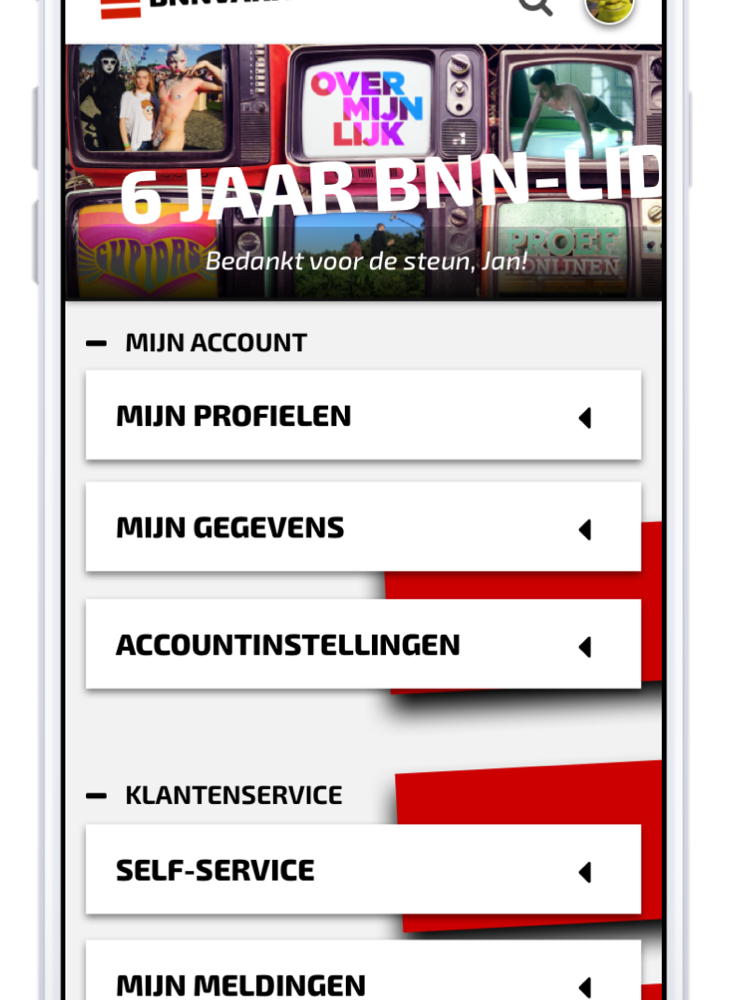 OVER
MIJN
LIJK
6 JAAR BNN-LID
CUPIDAS
PROEF
KONIJNEN
Bedankt voor de steun, Jan!
MIJN ACCOUNT
MIJN PROFIELEN
MIJN GEGEVENS
ACCOUNTINSTELLINGEN
KLANTENSERVICE
SELF-SERVICE
MIJN MELDINGEN